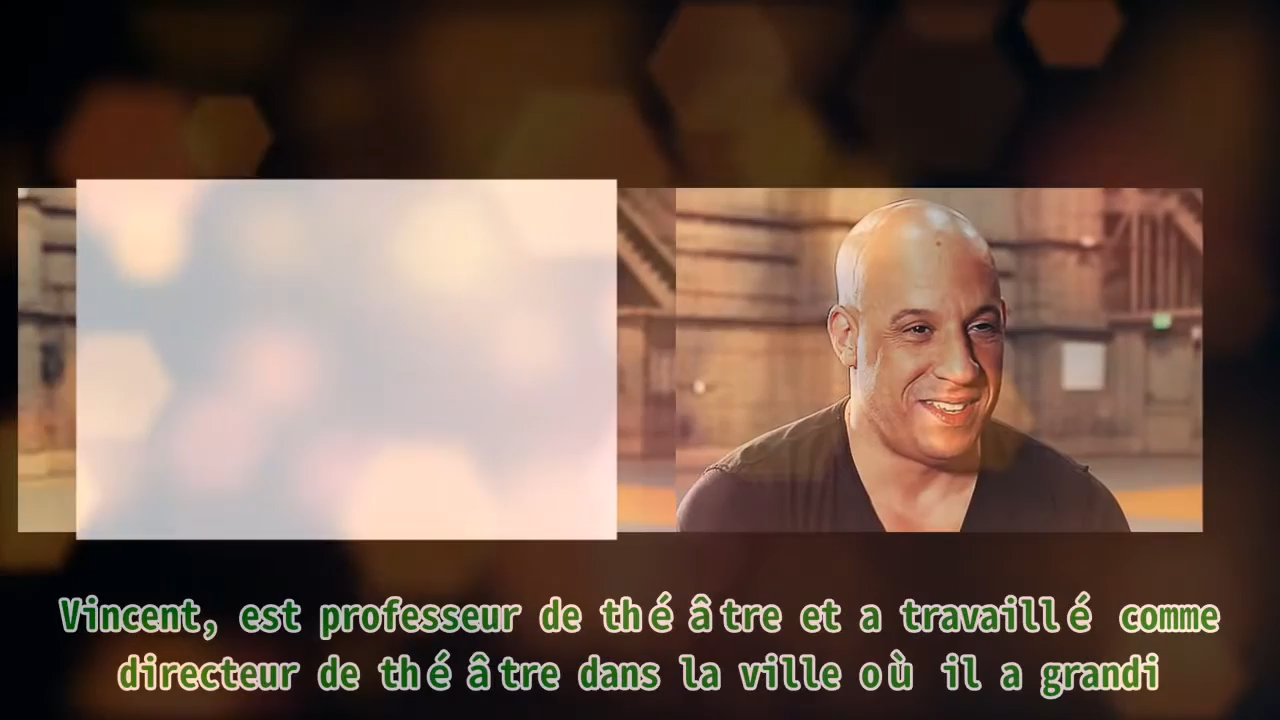 Vincent, est professeur de théâtre et a travaillé comme
directeur de théâtre dans la ville où il a grandi